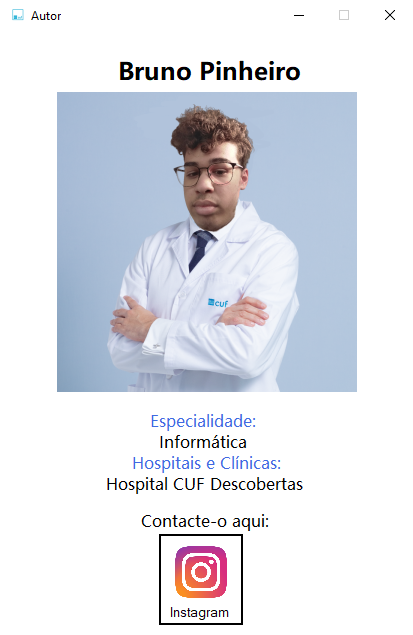 Autor
Bruno Pinheiro
CUF
Especialidade:
Informática
Hospitais e Clínicas:
Hospital CUF Descobertas
Contacte-o aqui:
Instagram